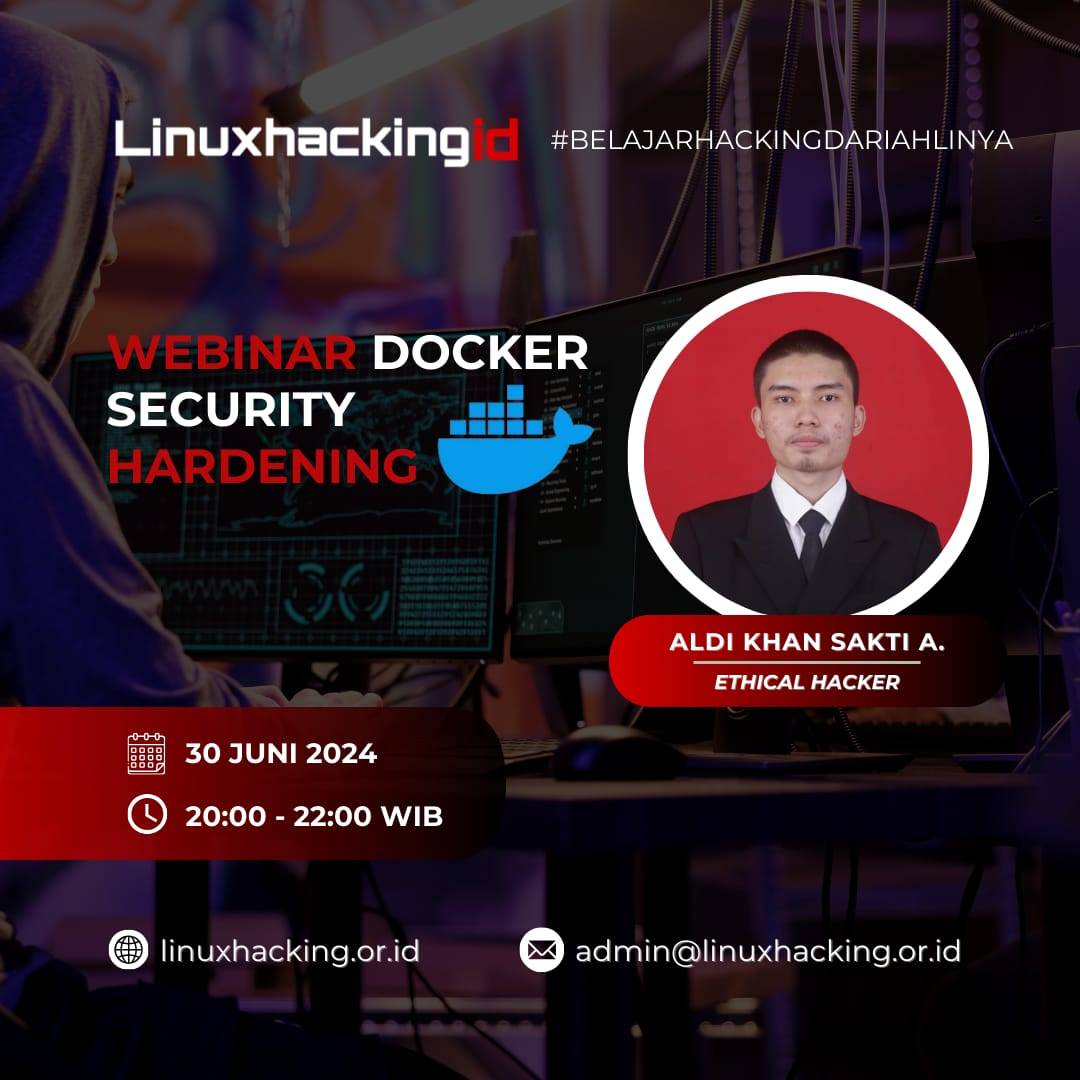 Linuxhackingid
#BELAJARHACKINGDARIAHLINYA
WEBINAR DOCKER
SECURITY
HARDENING
ALDI KHAN SAKTI A.
ETHICAL HACKER
30 JUNI 2024
20:00 - 22:00 WIB
linuxhacking.or.id
admin@linuxhacking.or.id